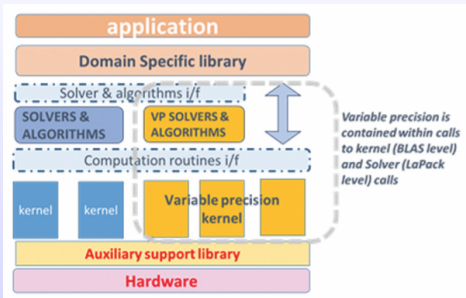 application
Domain Specific library
Solver & algorithms i/f
SOLVERS &
ALGORITHMS
VP SOLVERS &
ALGORITHMS
Computation routines i/f
kernel
kernel
Variable precision
kernel
Auxiliary support library
Hardware
Variable precision is
contained within calls
to kernel (BLAS level)
and Solver (LaPack
level) calls